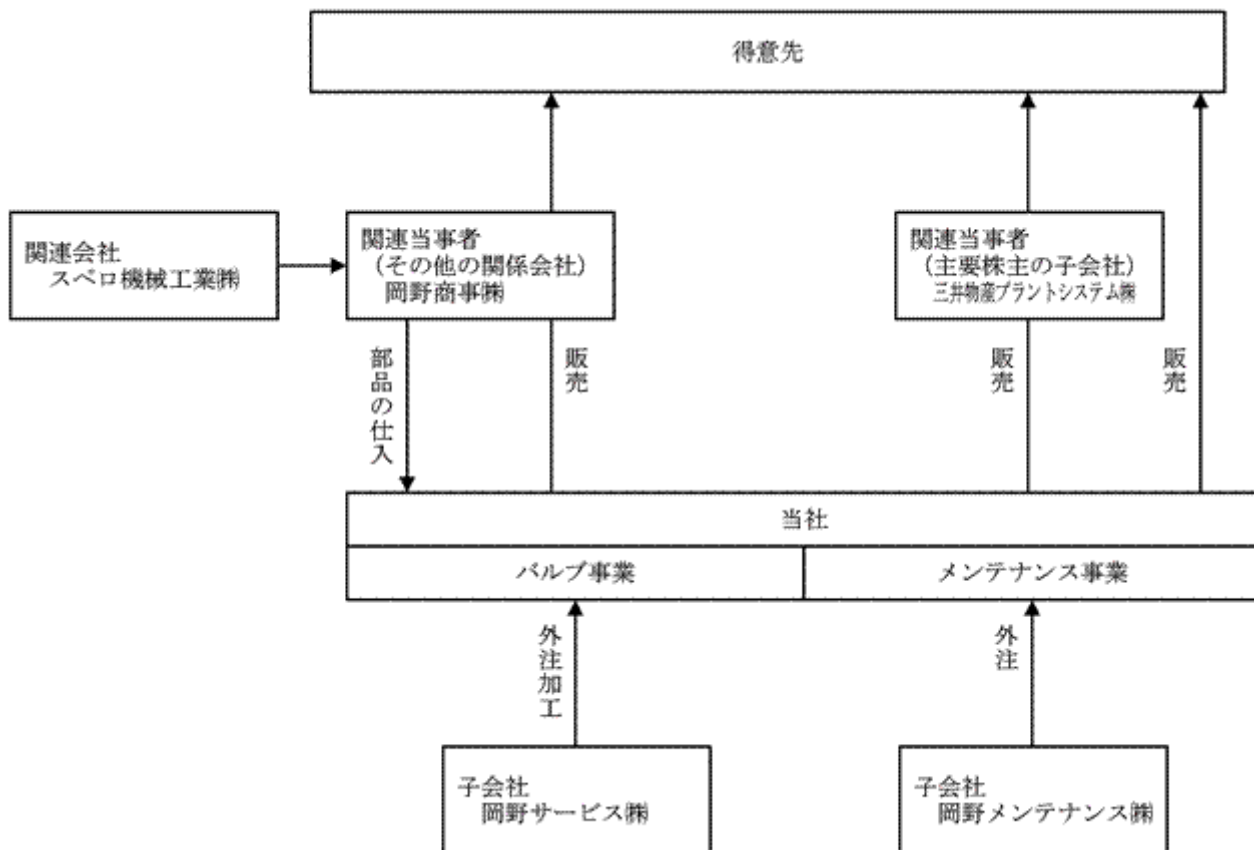 得意先
関連会社
スベロ機械工業㈱
関連当事者
（その他の関係会社）
岡野商事㈱
関連当事者
（主要株主の子会社）
三井物産プラントシステム㈱
部品の仕入
販売
販売
販売
当社
バルブ事業
メンテナンス事業
外注加工
外注
子会社
岡野サービス㈱
子会社
岡野メンテナンス㈱